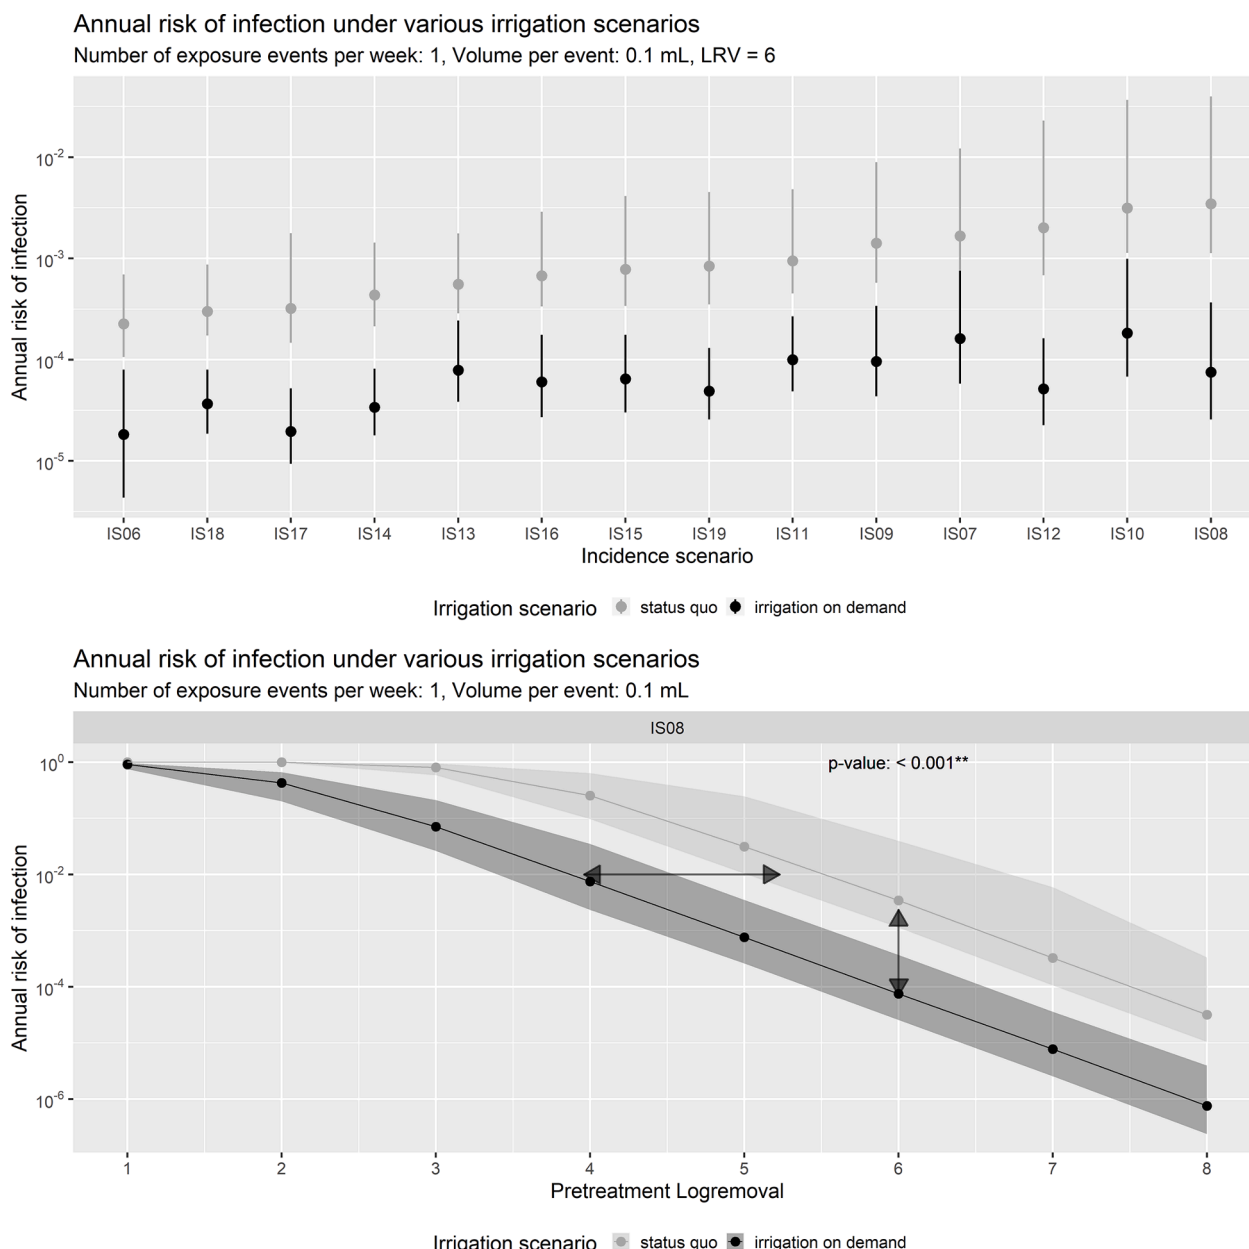 Annual risk of infection under various irrigation scenarios
Number of exposure events per week: 1, Volume per event: 0.1 mL, LRV = 6
Annual risk of infection
10⁻²
10⁻³
10⁻⁴
10⁻⁵
IS06 IS18 IS17 IS14 IS13 IS16 IS15 IS19 IS11 IS09 IS07 IS12 IS10 IS08
Incidence scenario
Irrigation scenario status quo irrigation on demand
Annual risk of infection under various irrigation scenarios
Number of exposure events per week: 1, Volume per event: 0.1 mL
IS08
p-value: < 0.001**
Annual risk of infection
10⁰
10⁻²
10⁻⁴
10⁻⁶
1 2 3 4 5 6 7 8
Pretreatment Logremoval
Irrigation scenario status quo irrigation on demand